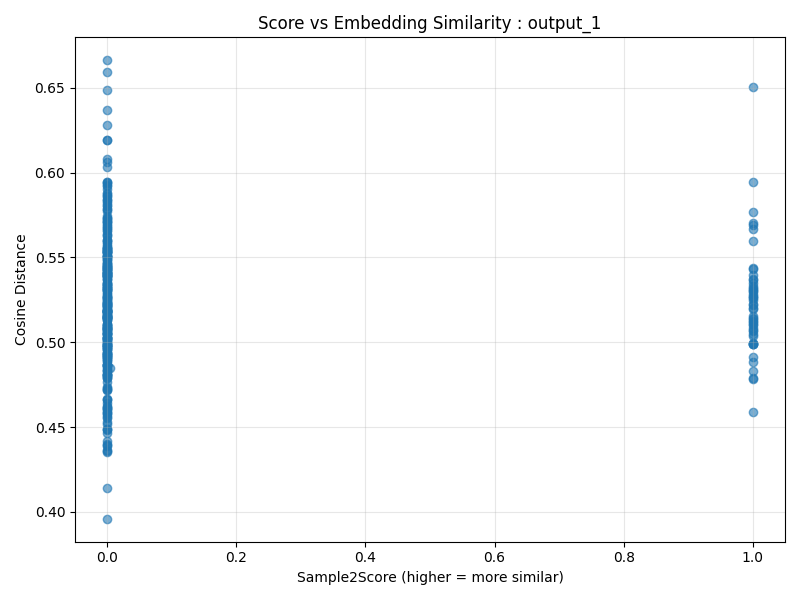 Score vs Embedding Similarity : output_1
Cosine Distance
0.65
0.60
0.55
0.50
0.45
0.40
0.0 0.2 0.4 0.6 0.8 1.0
Sample2Score (higher = more similar)